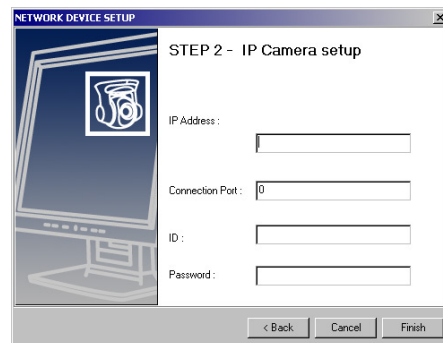 NETWORK DEVICE SETUP
STEP 2 - IP Camera setup
IP Address :
Connection Port : 0
ID :
Password :
< Back Cancel Finish